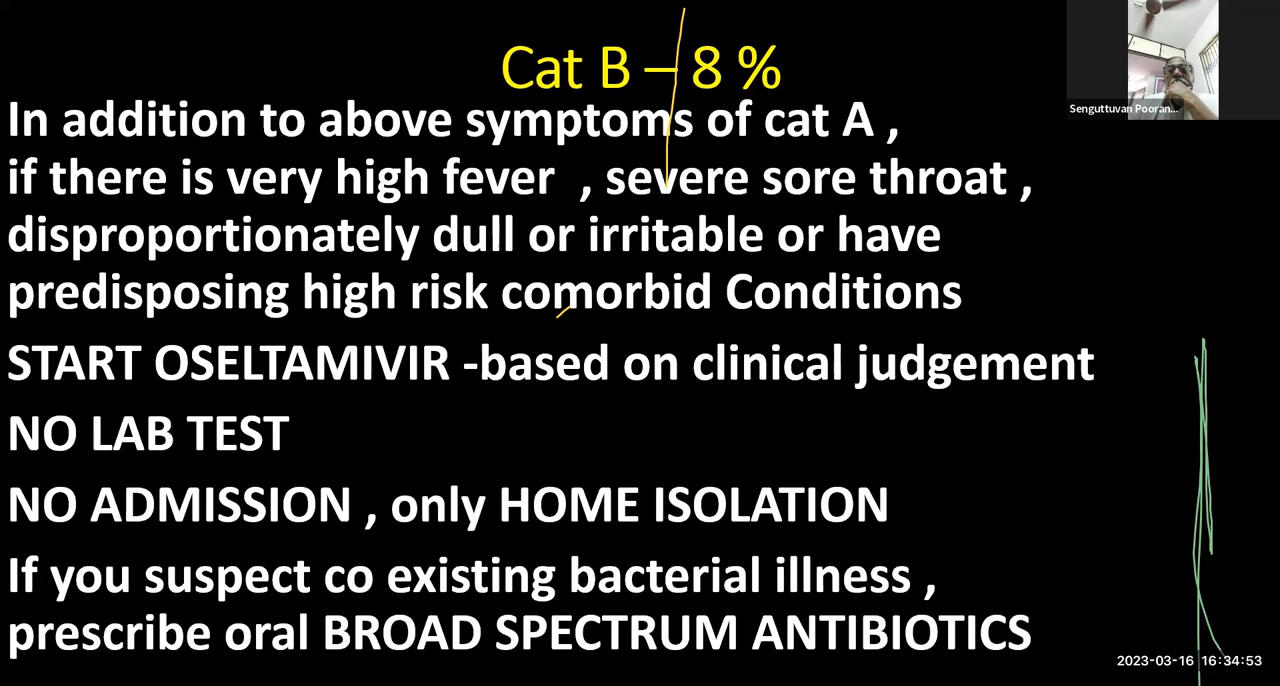 Cat B – 8 %
Senguttuvan Pooran...
In addition to above symptoms of cat A ,
if there is very high fever  , severe sore throat ,
disproportionately dull or irritable or have
predisposing high risk comorbid Conditions
START OSELTAMIVIR -based on clinical judgement
NO LAB TEST
NO ADMISSION , only HOME ISOLATION
If you suspect co existing bacterial illness ,
prescribe oral BROAD SPECTRUM ANTIBIOTICS
2023-03-16  16:34:53